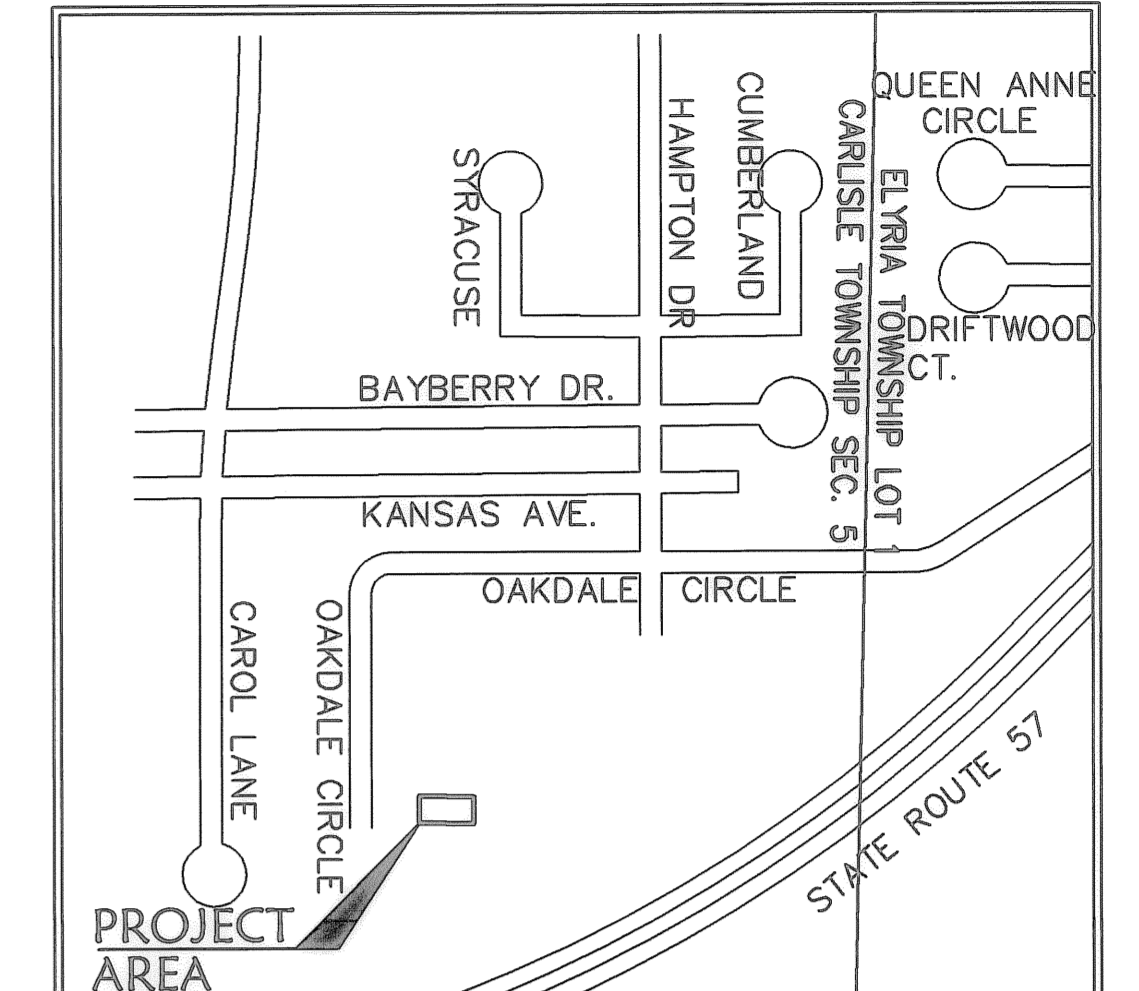 QUEEN ANNE
CIRCLE
CUMBERLAND
HAMPTON DR
SYRACUSE
CARLISLE TOWNSHIP SEC. 5
ELYRIA TOWNSHIP LOT 1
DRIFTWOOD
CT.
BAYBERRY DR.
KANSAS AVE.
OAKDALE CIRCLE
CAROL LANE
OAKDALE CIRCLE
STATE ROUTE 57
PROJECT
AREA